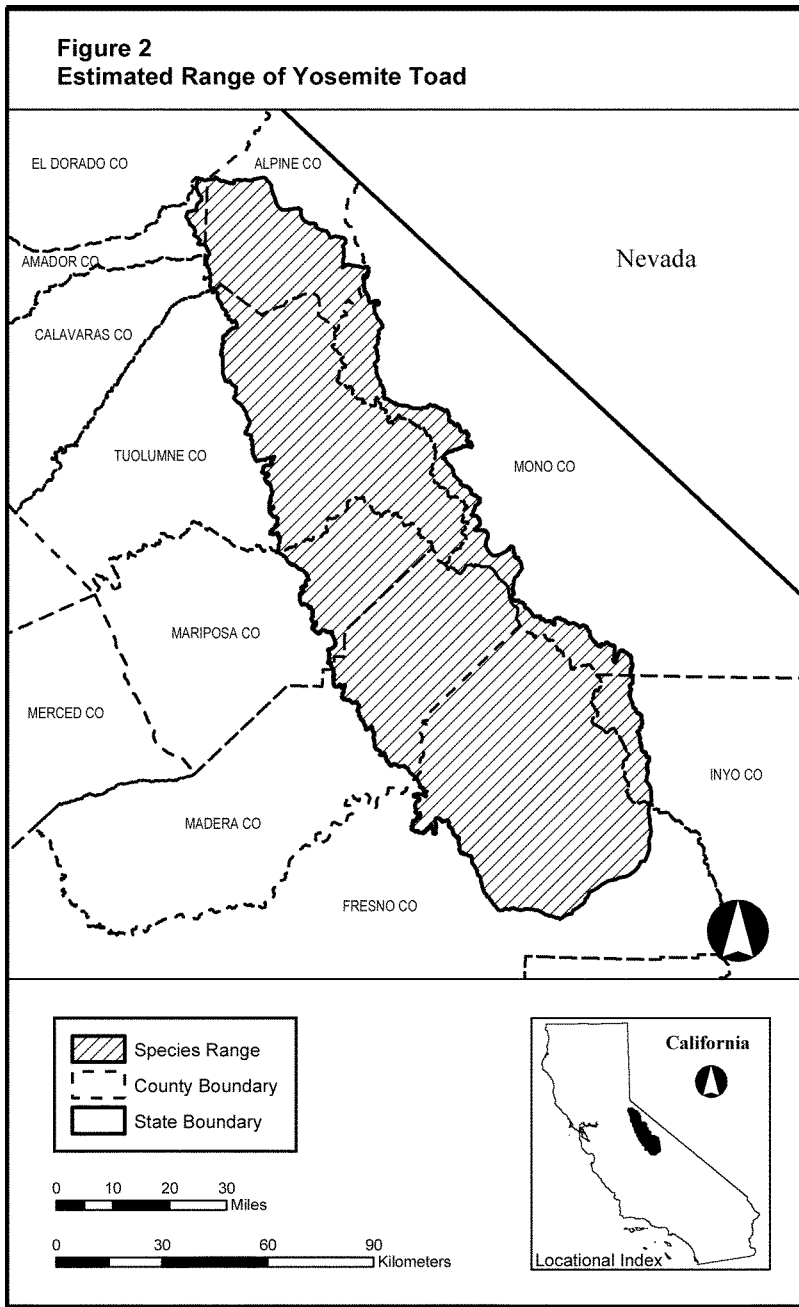 Figure 2
Estimated Range of Yosemite Toad
EL DORADO CO
ALPINE CO
Nevada
AMADOR CO
CALAVARAS CO
TUOLUMNE CO
MONO CO
MARIPOSA CO
MERCED CO
INYO CO
MADERA CO
FRESNO CO
Species Range
County Boundary
State Boundary
0 10 20 30
Miles
0 30 60 90
Kilometers
California
Locational Index